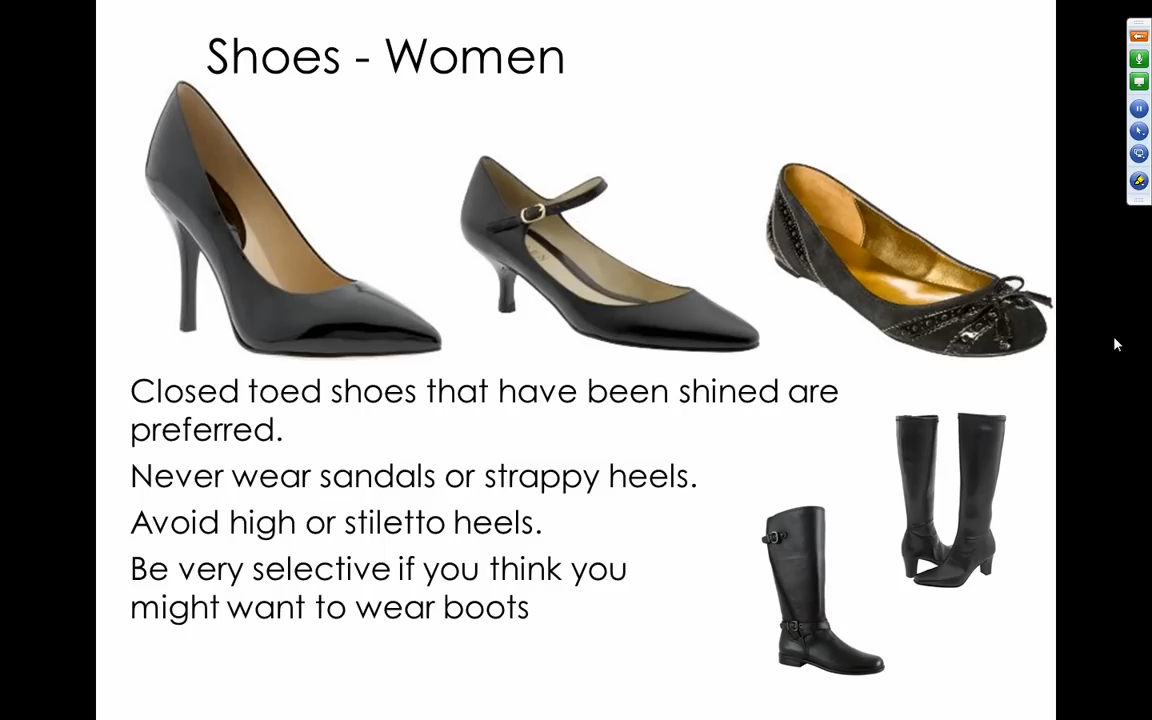 Shoes - Women
Closed toed shoes that have been shined are
preferred.
Never wear sandals or strappy heels.
Avoid high or stiletto heels.
Be very selective if you think you
might want to wear boots